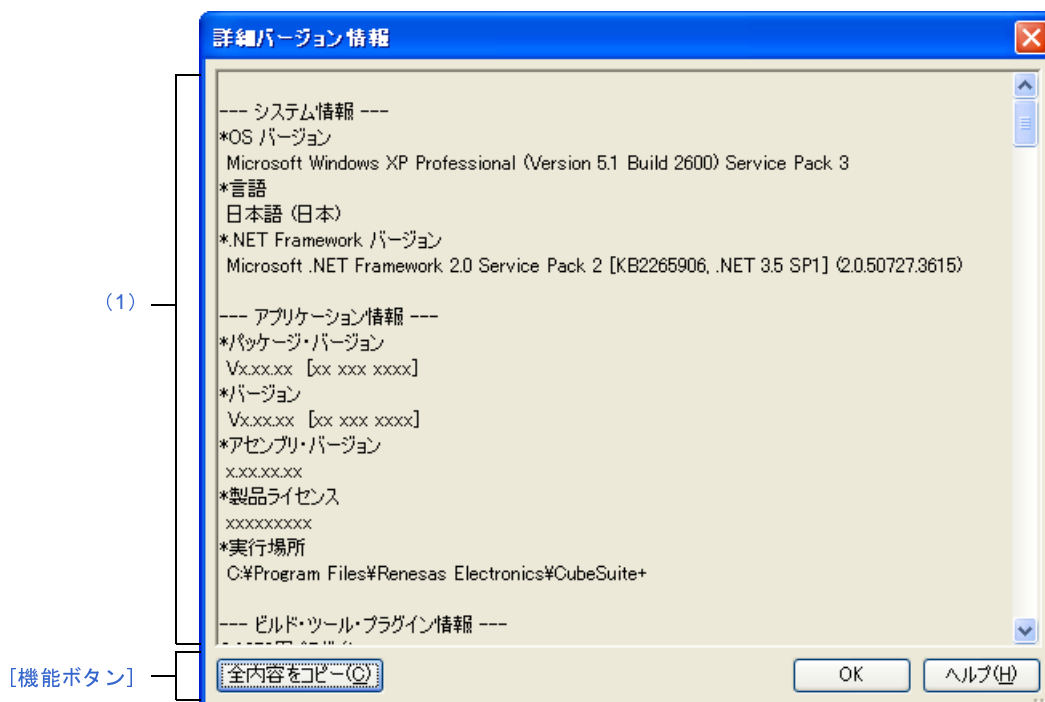 詳細バージョン情報
--- システム情報 ---
*OS バージョン
Microsoft Windows XP Professional (Version 5.1 Build 2600) Service Pack 3
*言語
日本語 (日本)
*.NET Framework バージョン
Microsoft .NET Framework 2.0 Service Pack 2 [KB2265906, .NET 3.5 SP1] (2.0.50727.3615)
(1)
--- アプリケーション情報 ---
*パッケージ・バージョン
Vx.xx.xx [xx xxx xxxx]
*バージョン
Vx.xx.xx [xx xxx xxxx]
*アセンブリ・バージョン
x.xx.xx.xx
*製品ライセンス
xxxxxxxxx
*実行場所
C:¥Program Files¥Renesas Electronics¥CubeSuite+
--- ビルド・ツール・プラグイン情報 ---
[機能ボタン]
全内容をコピー(C) OK ヘルプ(H)